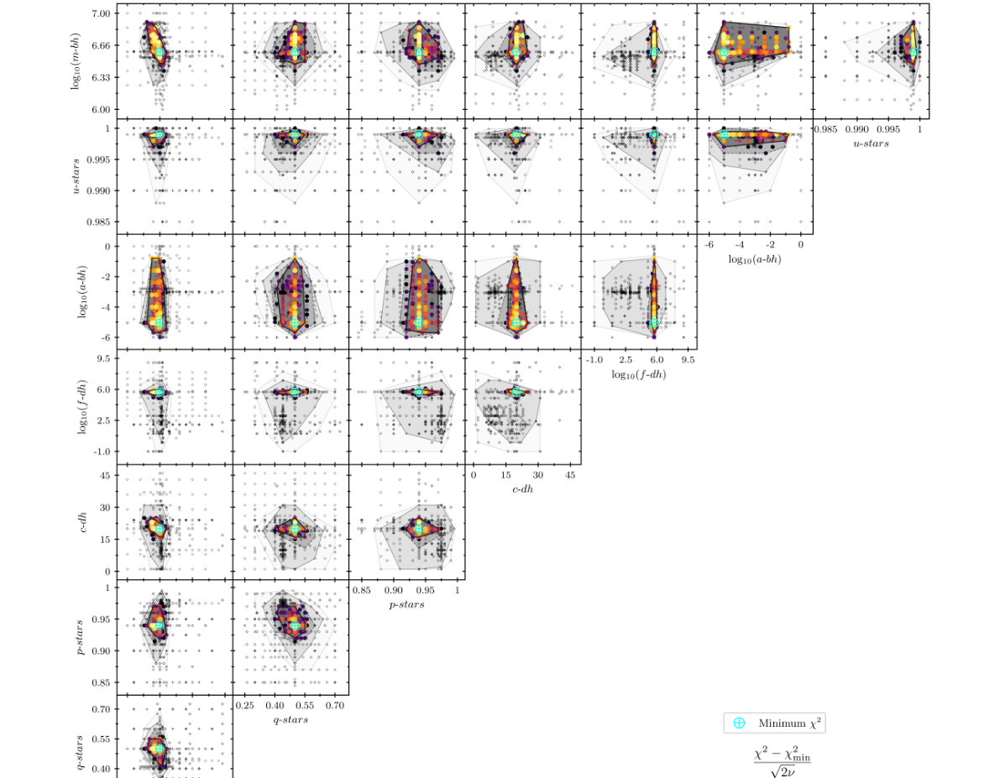 7.00
6.66
6.33
6.00
log10(m-bh)
0.985 0.990 0.995 1
u-stars
1
0.995
0.990
0.985
u-stars
-6 -4 -2 0
log10(a-bh)
0
-2
-4
-6
log10(a-bh)
-1.0 2.5 6.0 9.5
log10(f-dh)
9.5
6.0
2.5
-1.0
log10(f-dh)
0 15 30 45
c-dh
45
30
15
0
c-dh
0.85 0.90 0.95 1
p-stars
1
0.95
0.90
0.85
p-stars
0.25 0.40 0.55 0.70
q-stars
0.70
0.55
0.40
q-stars
Minimum χ²
χ² − χ²min
√2ν